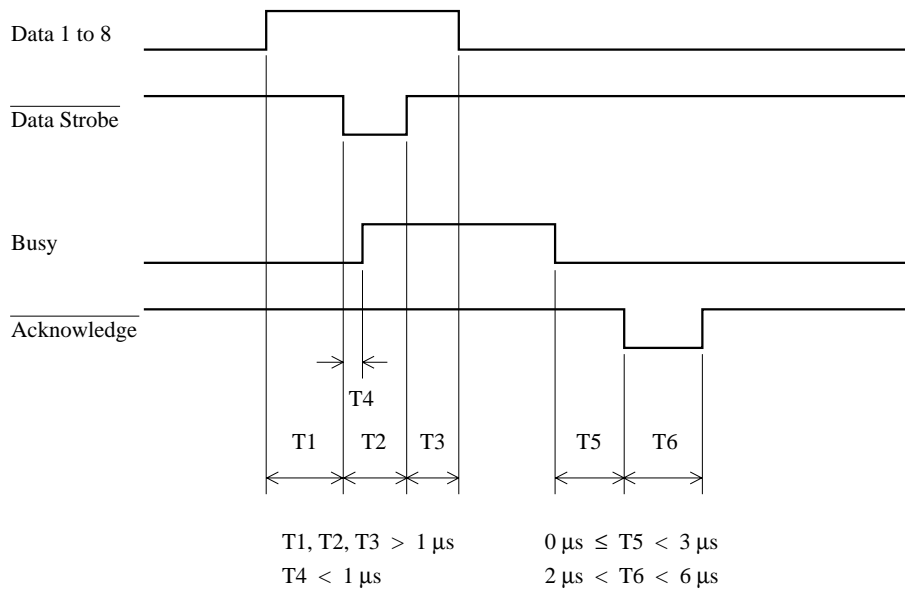 Data 1 to 8
Data Strobe
Busy
Acknowledge
T4
T1 T2 T3 T5 T6
T1, T2, T3 > 1 µs 0 µs ≤ T5 < 3 µs
T4 < 1 µs 2 µs < T6 < 6 µs